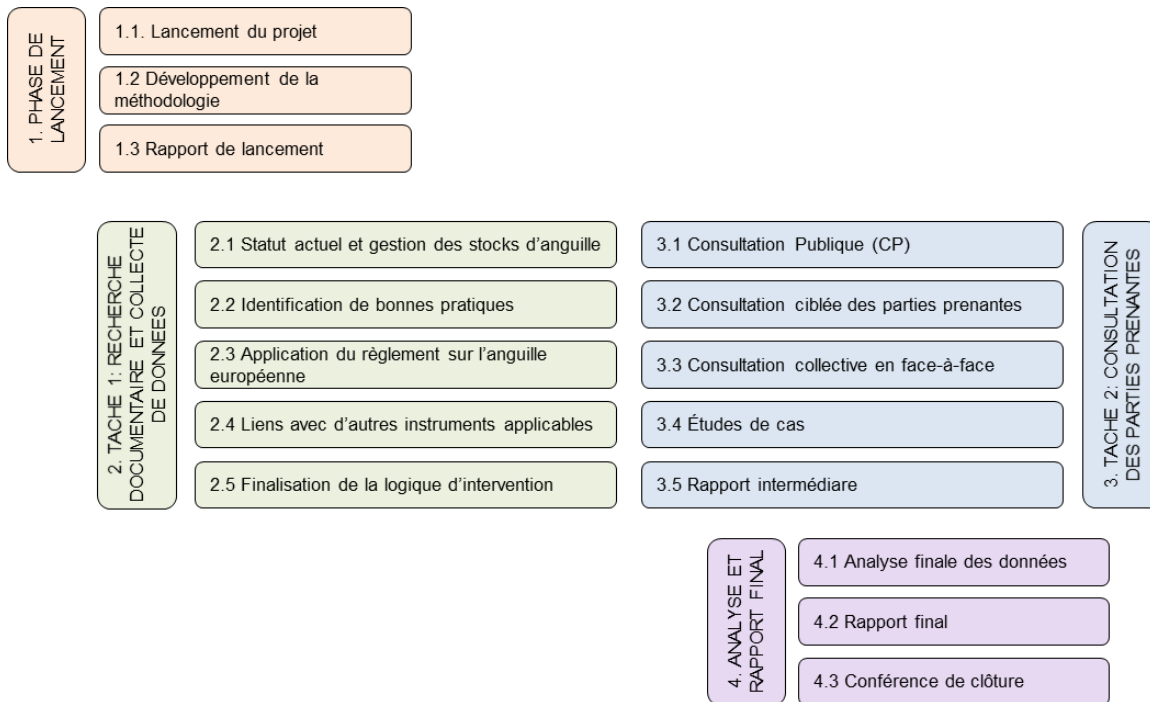 1. PHASE DE
LANCEMENT
1.1. Lancement du projet
1.2 Développement de la
méthodologie
1.3 Rapport de lancement
2. TACHE 1: RECHERCHE
DOCUMENTAIRE ET COLLECTE
DE DONNEES
2.1 Statut actuel et gestion des stocks d'anguille
2.2 Identification de bonnes pratiques
2.3 Application du règlement sur l'anguille
européenne
2.4 Liens avec d'autres instruments applicables
2.5 Finalisation de la logique d'intervention
3.1 Consultation Publique (CP)
3.2 Consultation ciblée des parties prenantes
3.3 Consultation collective en face-à-face
3.4 Études de cas
3.5 Rapport intermédiare
3. TACHE 2: CONSULTATION
DES PARTIES PRENANTES
4. ANALYSE ET
RAPPORT FINAL
4.1 Analyse finale des données
4.2 Rapport final
4.3 Conférence de clôture